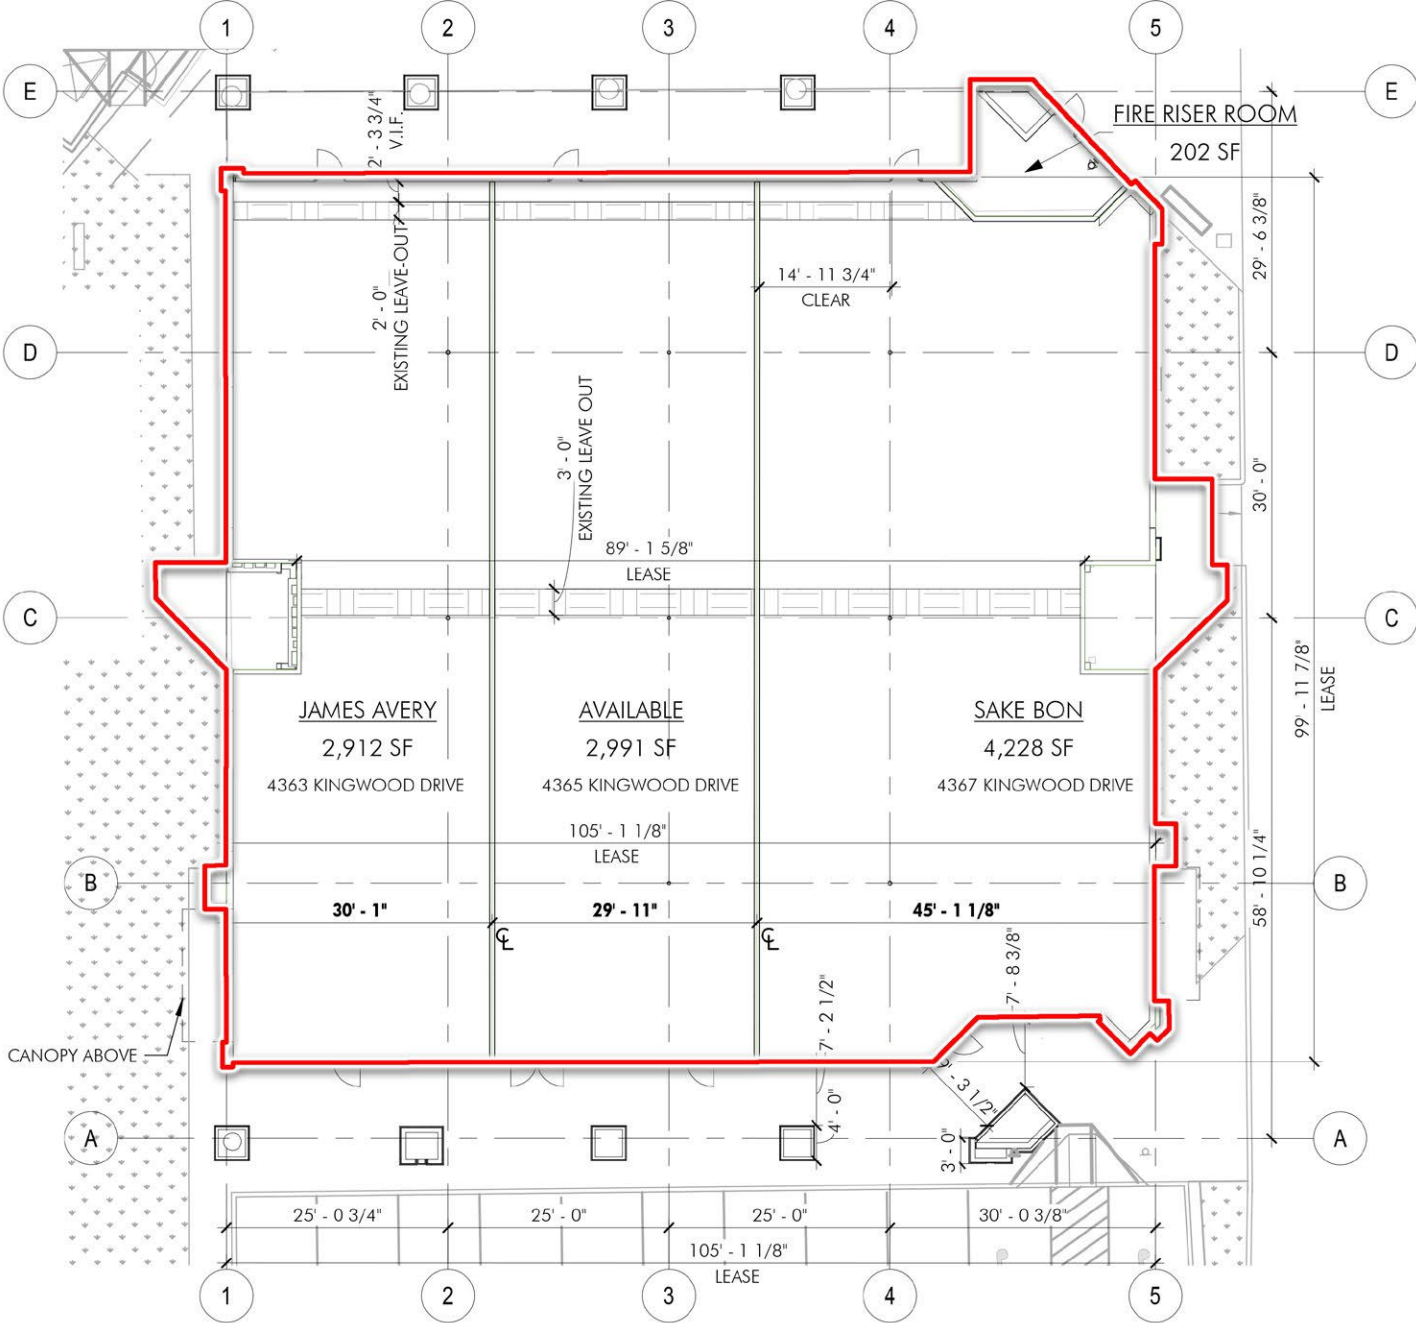 1 2 3 4 5
E E
2' - 3 3/4"
V.I.F.
FIRE RISER ROOM
202 SF
29' - 6 3/8"
2' - 0"
EXISTING LEAVE-OUT
14' - 11 3/4"
CLEAR
D D
3' - 0"
EXISTING LEAVE OUT
30' - 0"
89' - 1 5/8"
LEASE
C C
99' - 11 7/8"
LEASE
JAMES AVERY
2,912 SF
4363 KINGWOOD DRIVE
AVAILABLE
2,991 SF
4365 KINGWOOD DRIVE
SAKE BON
4,228 SF
4367 KINGWOOD DRIVE
105' - 1 1/8"
LEASE
58' - 10 1/4"
B B
30' - 1" 29' - 11" 45' - 1 1/8"
℄ ℄
7' - 2 1/2"
7' - 8 3/8"
CANOPY ABOVE
4' - 0"
' - 3 1/2"
3' - 0"
A A
25' - 0 3/4" 25' - 0" 25' - 0" 30' - 0 3/8"
105' - 1 1/8"
LEASE
1 2 3 4 5